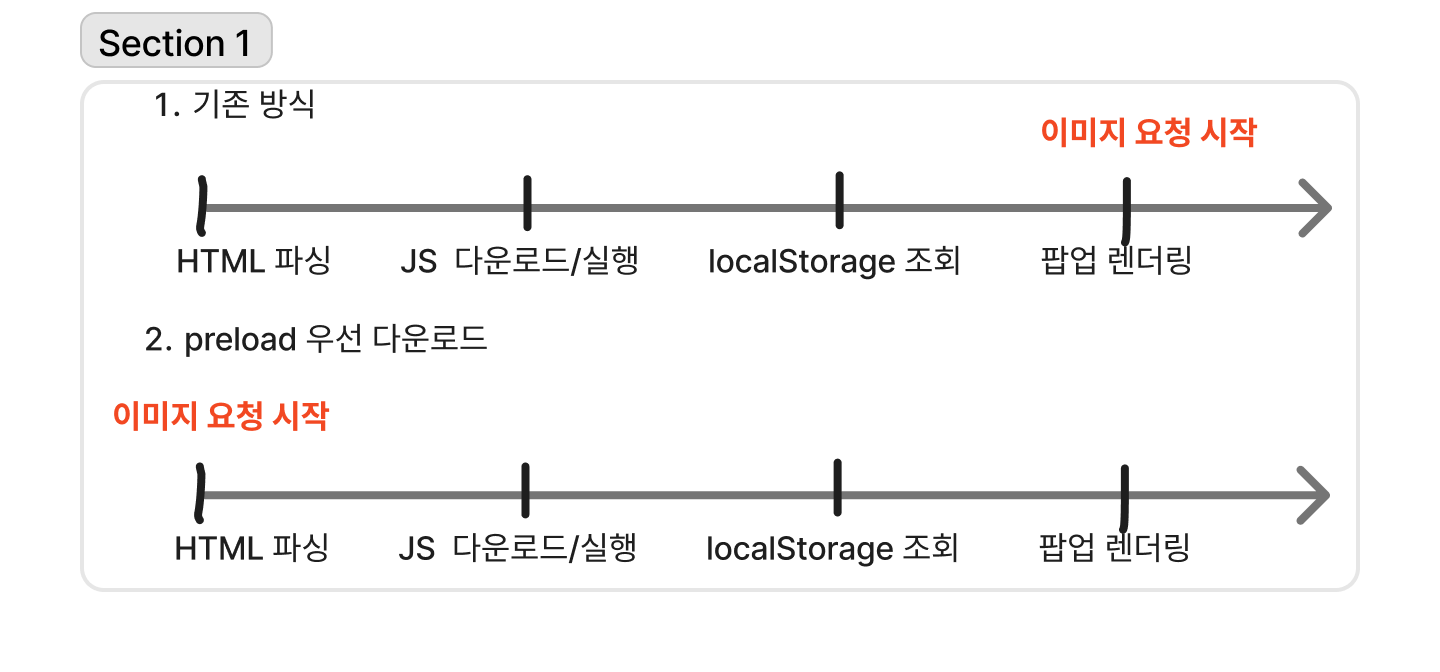 Section 1
1. 기존 방식
이미지 요청 시작
HTML 파싱 JS 다운로드/실행 localStorage 조회 팝업 렌더링
2. preload 우선 다운로드
이미지 요청 시작
HTML 파싱 JS 다운로드/실행 localStorage 조회 팝업 렌더링